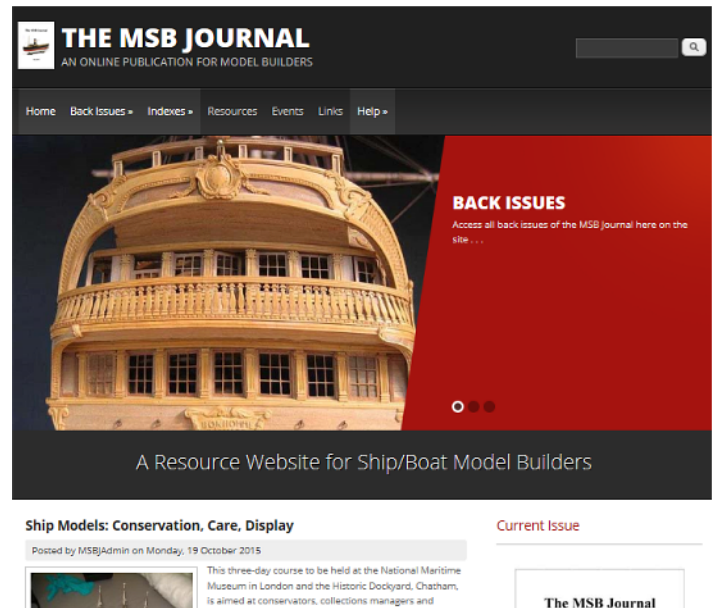 THE MSB JOURNAL
AN ONLINE PUBLICATION FOR MODEL BUILDERS
Home Back Issues » Indexes » Resources Events Links Help »
BACK ISSUES
Access all back issues of the MSB Journal here on the
site . . .
A Resource Website for Ship/Boat Model Builders
Ship Models: Conservation, Care, Display
Posted by MSBJAdmin on Monday, 19 October 2015
This three-day course to be held at the National Maritime
Museum in London and the Historic Dockyard, Chatham,
is aimed at conservators, collections managers and
Current Issue
The MSB Journal